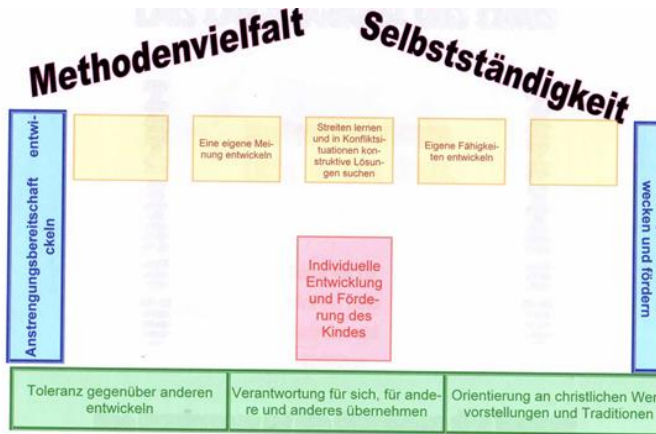 Methodenvielfalt
Selbstständigkeit
Anstrengungsbereitschaft entwi-
ckeln
Eine eigene Mei-
nung entwickeln
Streiten lernen
und in Konfliktsi-
tuationen kon-
struktive Lösun-
gen suchen
Eigene Fähigkei-
ten entwickeln
wecken und fördern
Individuelle
Entwicklung
und Förde-
rung des
Kindes
Toleranz gegenüber anderen
entwickeln
Verantwortung für sich, für ande-
re und anderes übernehmen
Orientierung an christlichen Wer
vorstellungen und Traditionen